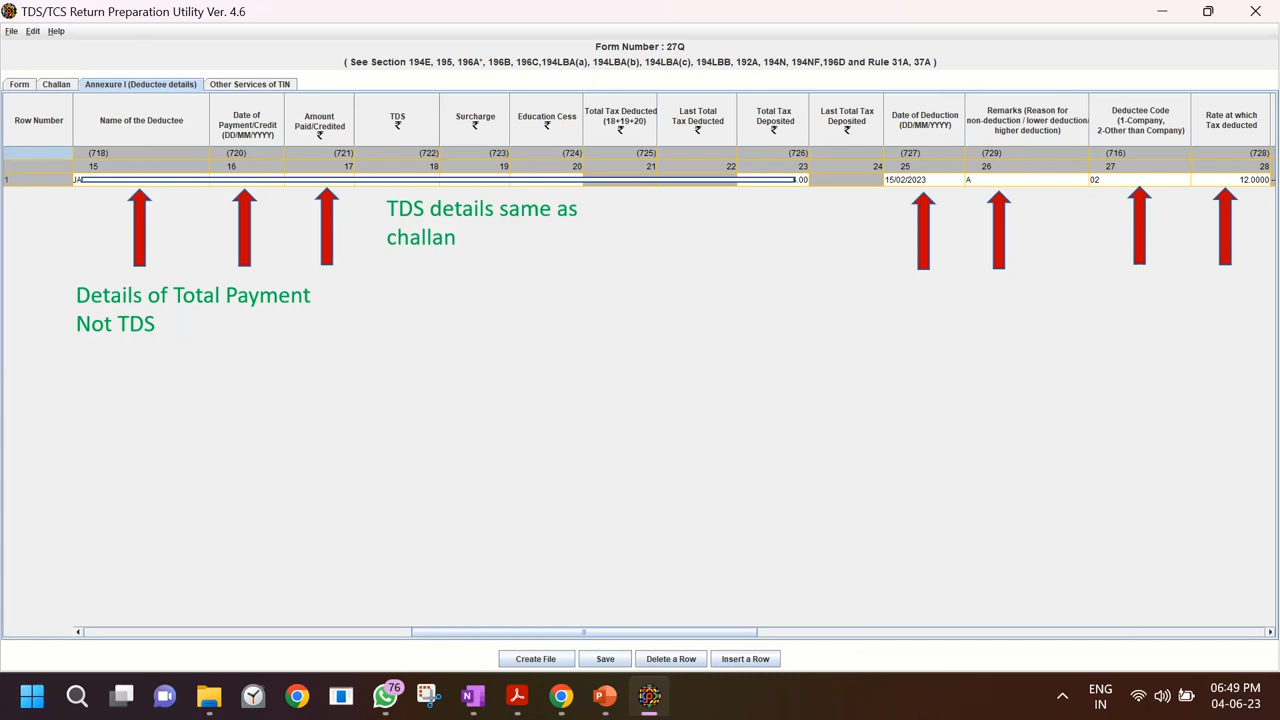 TDS/TCS Return Preparation Utility Ver. 4.6
File Edit Help
Form Number : 27Q
( See Section 194E, 195, 196A*, 196B, 196C,194LBA(a), 194LBA(b), 194LBA(c), 194LBB, 192A, 194N, 194NF,196D and Rule 31A, 37A )
Form Challan Annexure I (Deductee details) Other Services of TIN
Row Number
Name of the Deductee
Date of
Payment/Credit
(DD/MM/YYYY)
Amount
Paid/Credited
₹
TDS
₹
Surcharge
₹
Education Cess
₹
Total Tax Deducted
(18+19+20)
₹
Last Total
Tax Deducted
₹
Total Tax
Deposited
₹
Last Total Tax
Deposited
₹
Date of Deduction
(DD/MM/YYYY)
Remarks (Reason for
non-deduction / lower deduction/
higher deduction)
Deductee Code
(1-Company,
2-Other than Company)
Rate at which
Tax deducted
(718) (720) (721) (722) (723) (724) (725) (726) (727) (729) (716) (728)
15 16 17 18 19 20 21 22 23 24 25 26 27 28
1 JA .00 15/02/2023 A 02 12.0000
TDS details same as
challan
Details of Total Payment
Not TDS
Create File Save Delete a Row Insert a Row
76
ENG
IN
06:49 PM
04-06-23